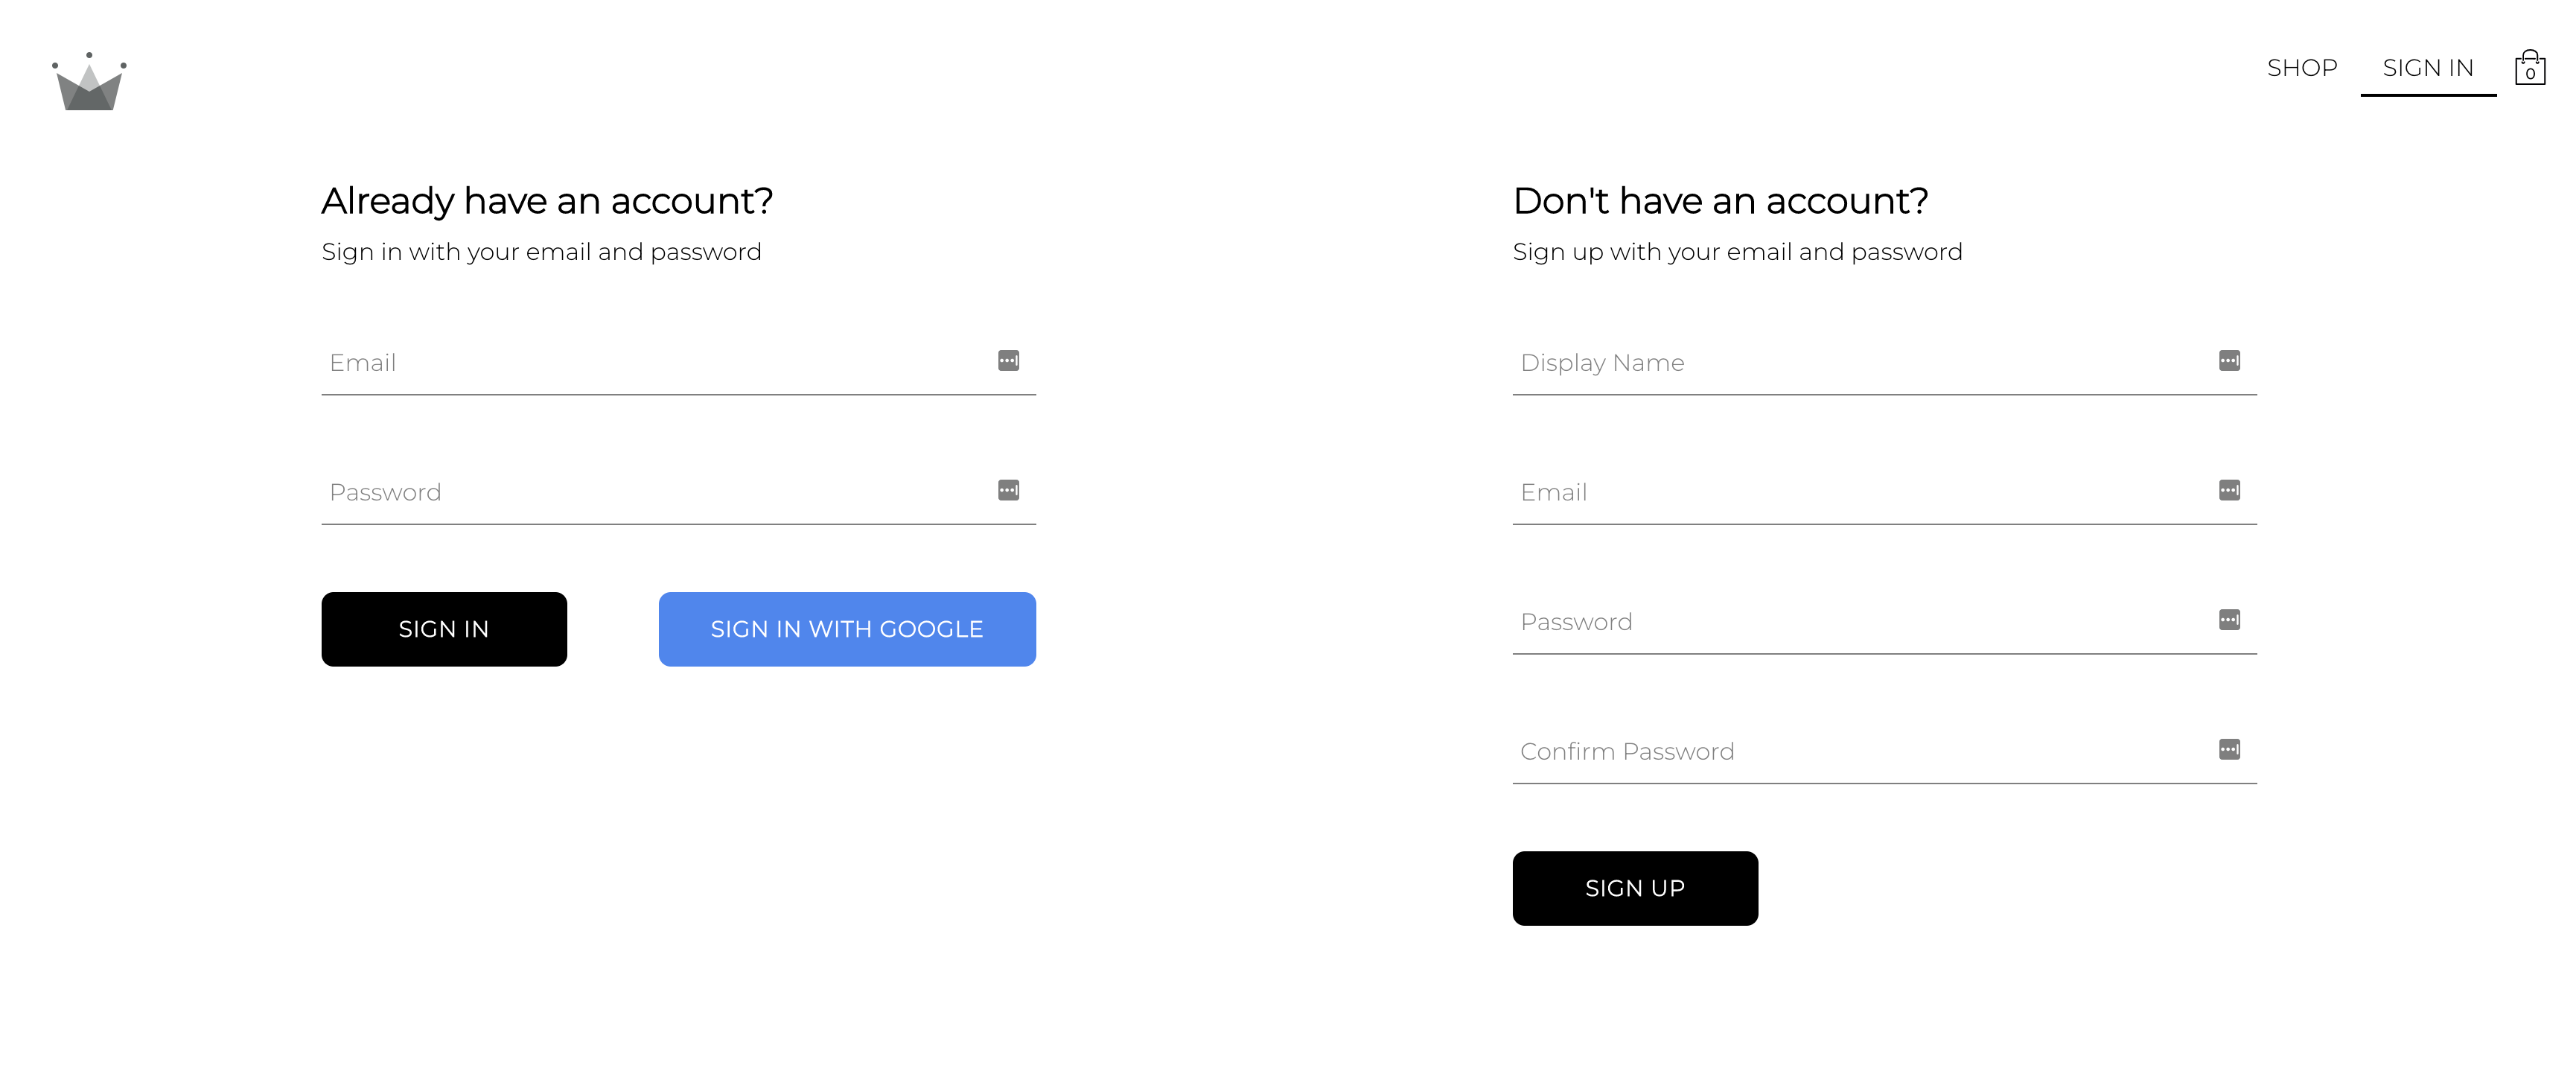 SHOP
SIGN IN
0
Already have an account?
Sign in with your email and password
Email
Password
SIGN IN
SIGN IN WITH GOOGLE
Don't have an account?
Sign up with your email and password
Display Name
Email
Password
Confirm Password
SIGN UP